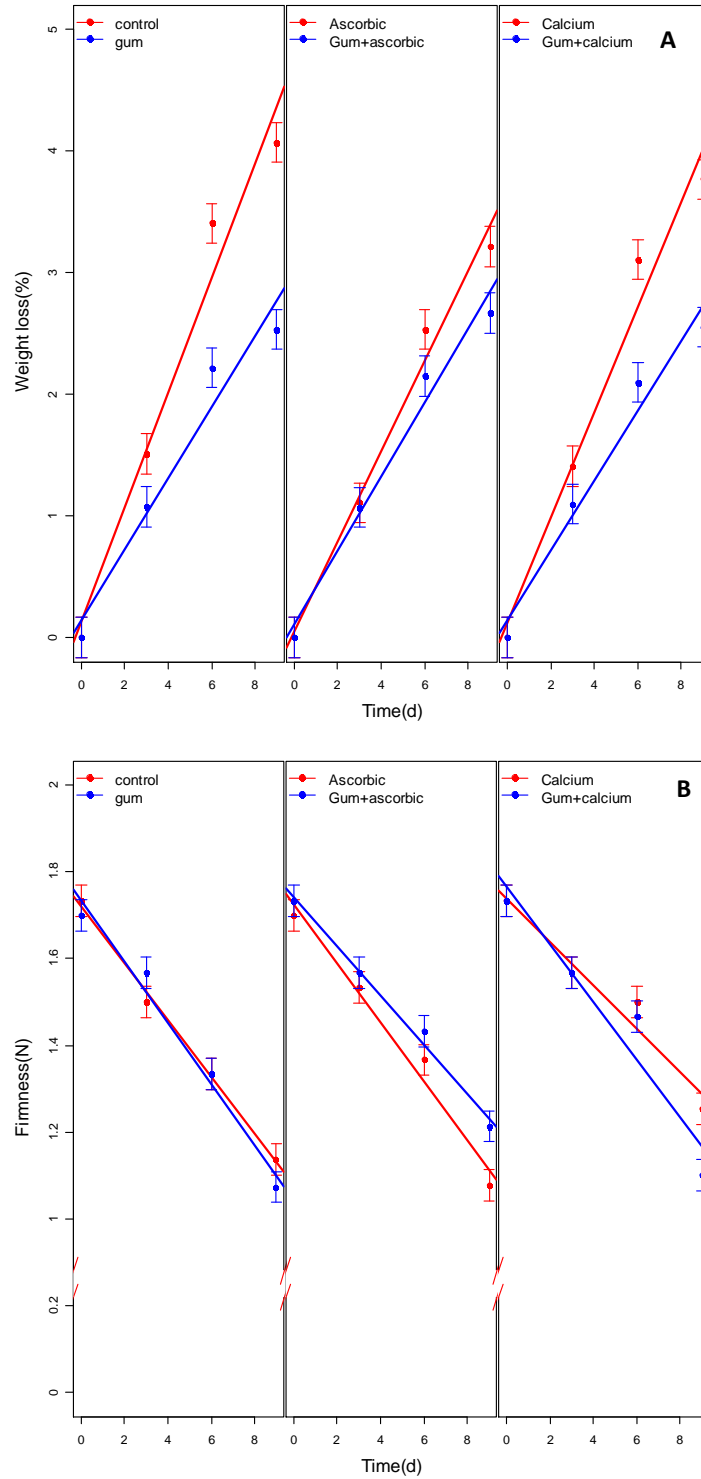 control
gum
Ascorbic
Gum+ascorbic
Calcium
Gum+calcium
A
5
4
3
2
1
0
Weight loss(%)
0 2 4 6 8
0 2 4 6 8
0 2 4 6 8
Time(d)
Time(d)
control
gum
Ascorbic
Gum+ascorbic
Calcium
Gum+calcium
B
2
1.8
1.6
1.4
1.2
1
0.2
0
Firmness(N)
0 2 4 6 8
0 2 4 6 8
0 2 4 6 8
Time(d)
Time(d)